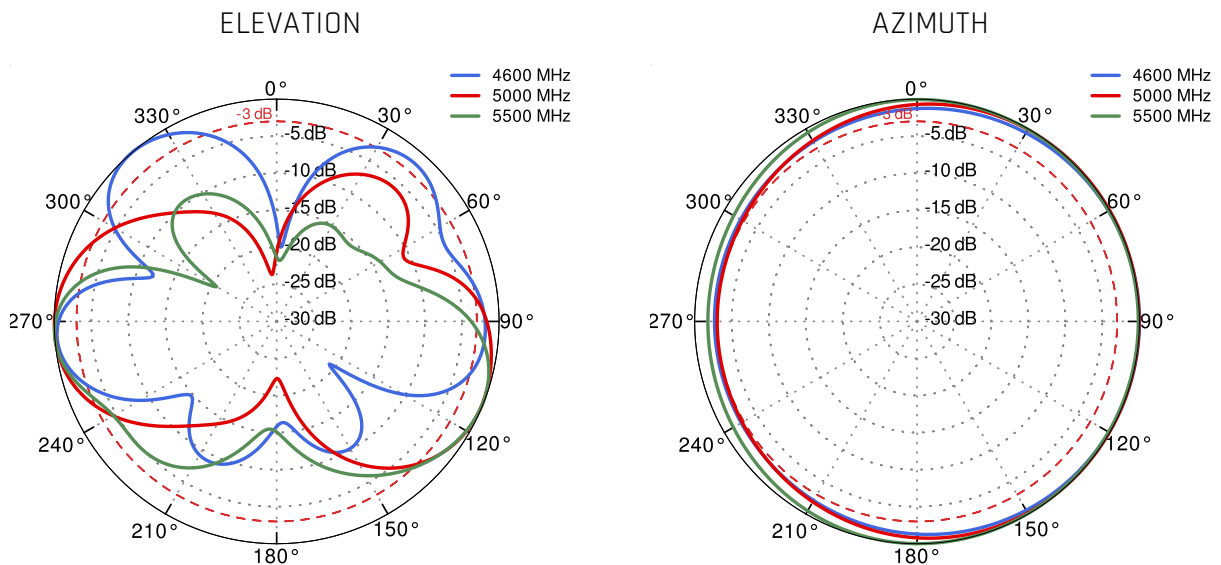 ELEVATION
4600 MHz
5000 MHz
5500 MHz
0°
-3 dB
330°
30°
-5 dB
-10 dB
300°
60°
-15 dB
-20 dB
-25 dB
270°
-30 dB
90°
240°
120°
210°
150°
180°
AZIMUTH
4600 MHz
5000 MHz
5500 MHz
0°
3 dB
330°
30°
-5 dB
-10 dB
300°
60°
-15 dB
-20 dB
-25 dB
270°
-30 dB
90°
240°
120°
210°
150°
180°